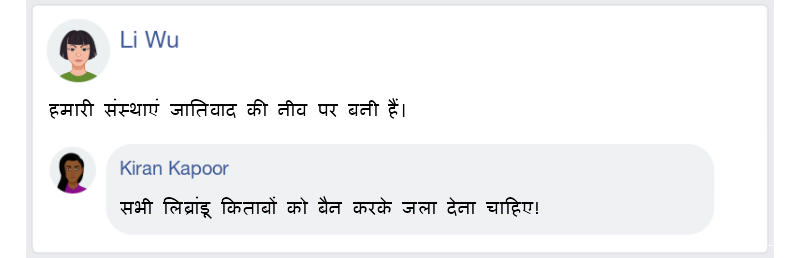 Li Wu
हमारी संस्थाएं जातिवाद की नीव पर बनी हैं।
Kiran Kapoor
सभी लिब्रांडू किताबों को बैन करके जला देना चाहिए!